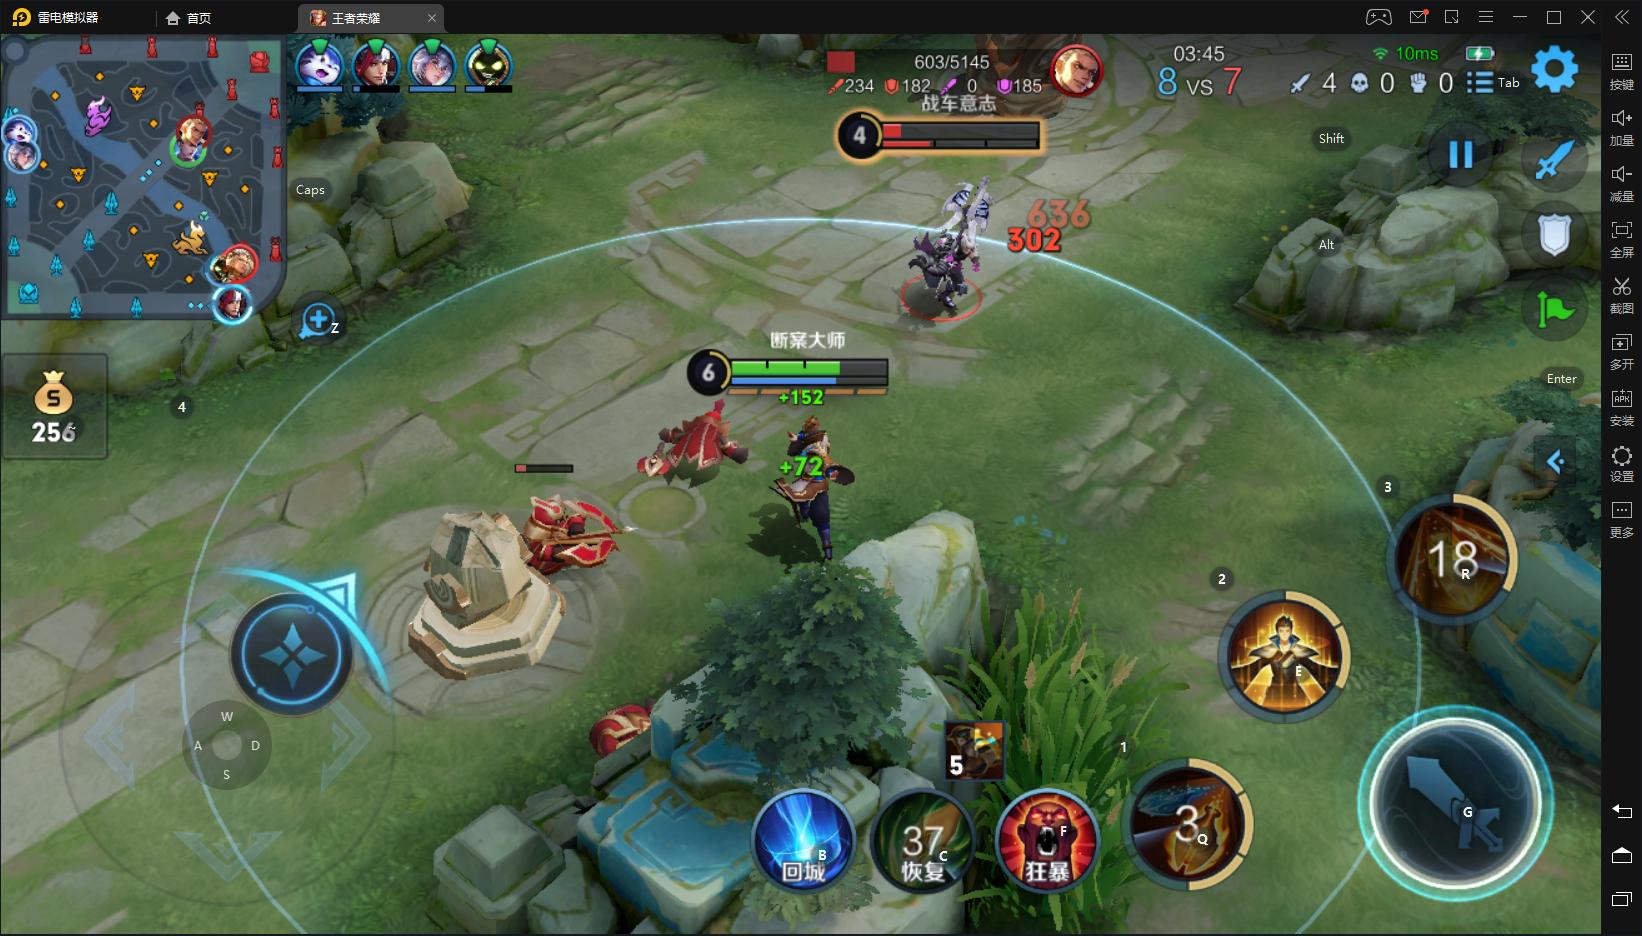 雷电模拟器
首页
王者荣耀
603/5145
234 182 0 185
战车意志
4
03:45
8 VS 7
10ms
4 0 0 Tab
按键
加量
减量
全屏
截图
多开
安装
设置
更多
Caps
Shift
Alt
Enter
Z
636
302
断案大师
6
+152
+72
256
4
3
18
R
2
E
1
3
Q
G
5
W
A D
S
回城
B
37
恢复
C
狂暴
F